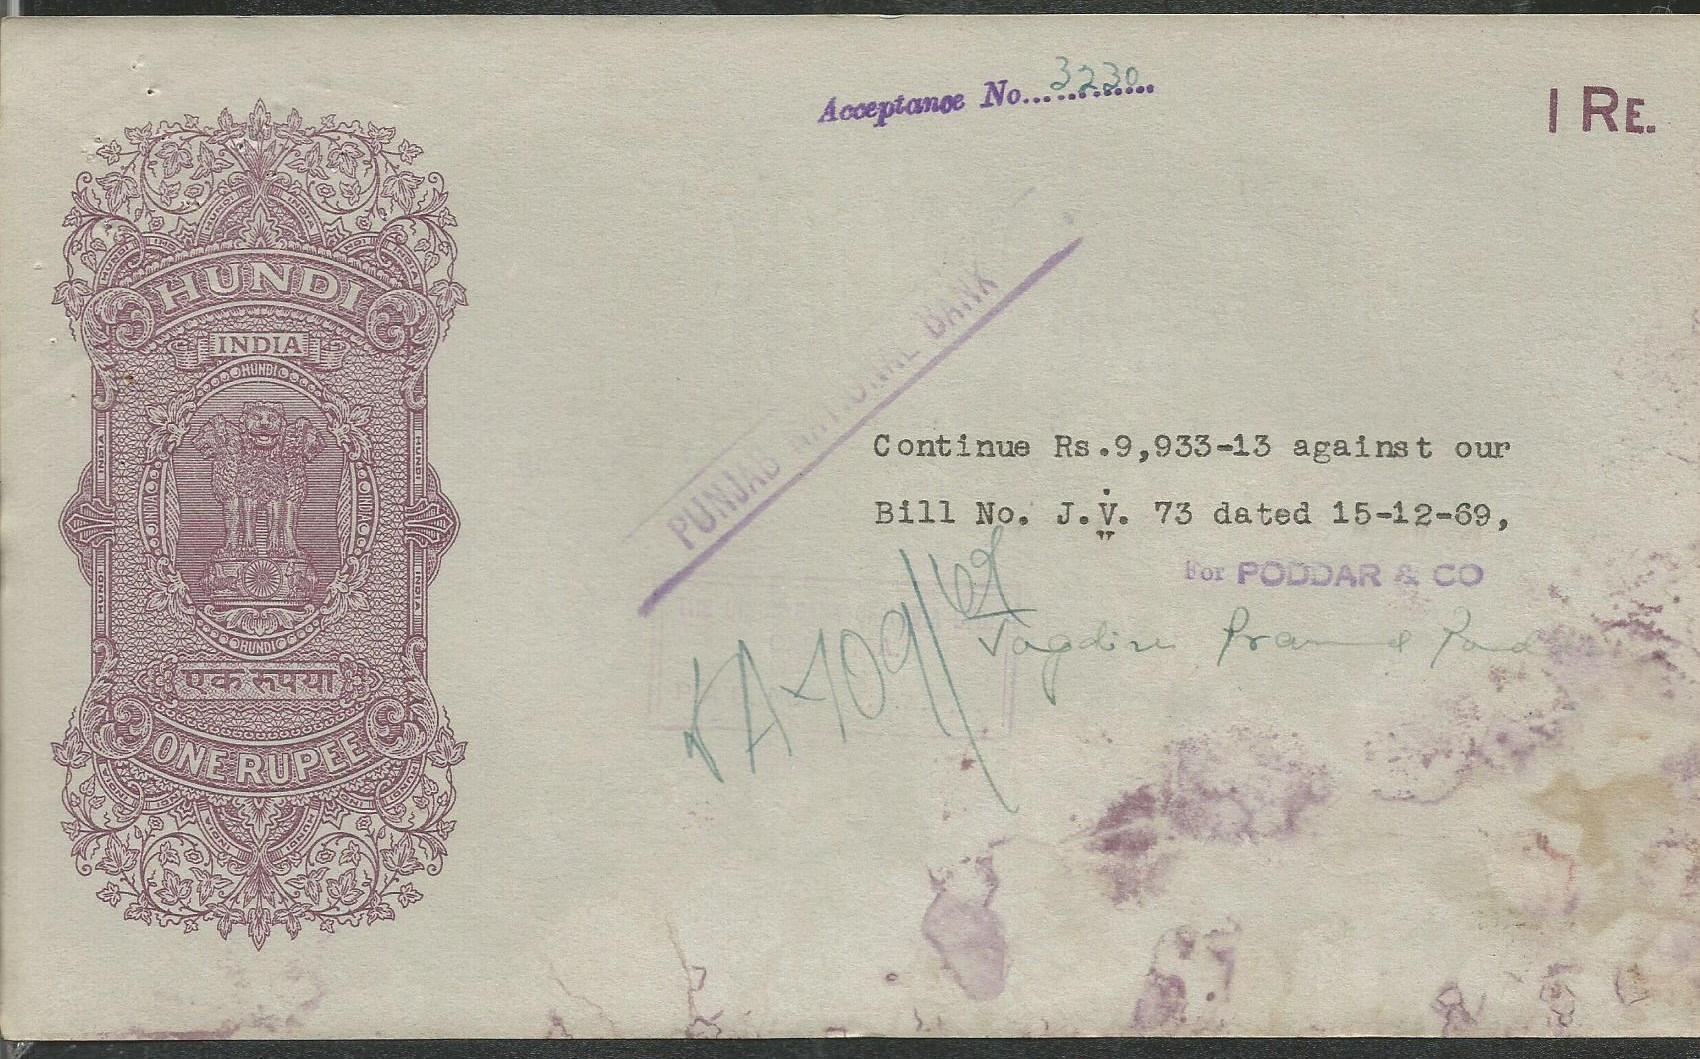 Acceptance No.............. 3230
1 RE.
HUNDI
INDIA
HUNDI
HUNDI
एक रूपया
ONE RUPEE
PUNJAB NATIONAL BANK
Continue Rs.9,933-13 against our
Bill No. J.V. 73 dated 15-12-69,
For PODDAR & CO